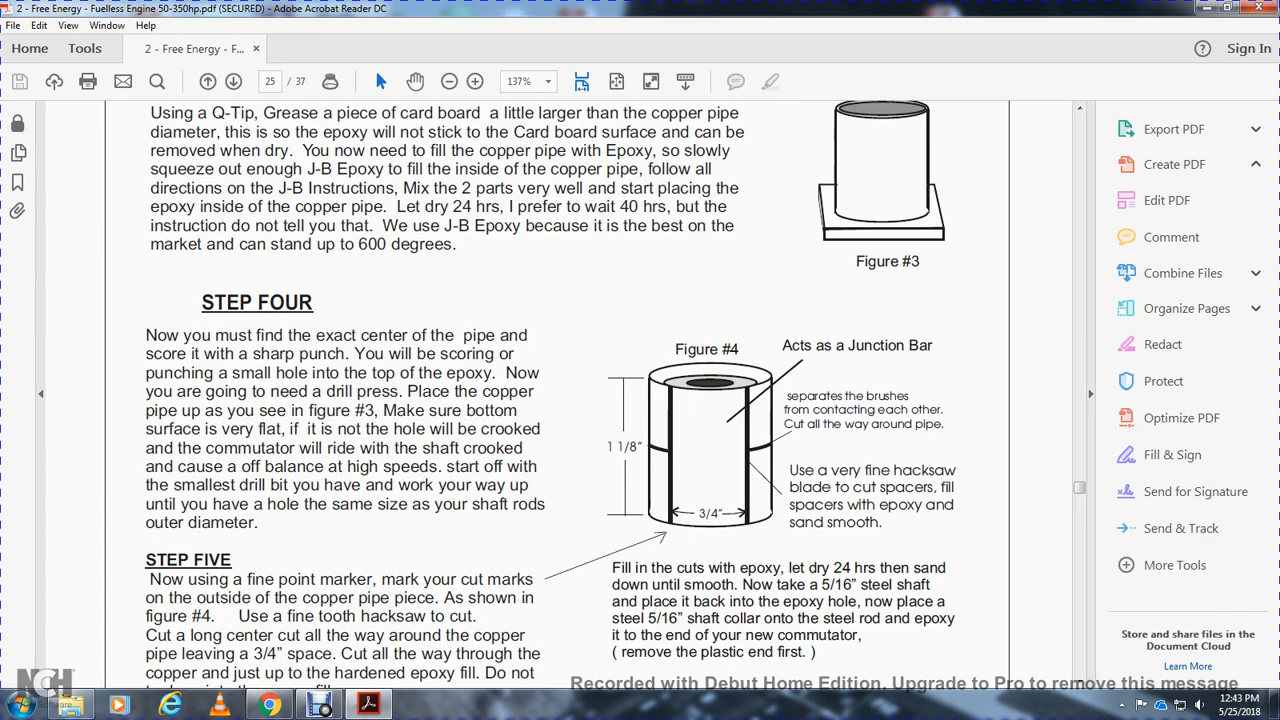 2 - Free Energy - Fuelless Engine 50-350hp.pdf (SECURED) - Adobe Acrobat Reader DC
File Edit View Window Help
Home Tools 2 - Free Energy - F... × Sign In
25 / 37 137%
Using a Q-Tip, Grease a piece of card board a little larger than the copper pipe
diameter, this is so the epoxy will not stick to the Card board surface and can be
removed when dry. You now need to fill the copper pipe with Epoxy, so slowly
squeeze out enough J-B Epoxy to fill the inside of the copper pipe, follow all
directions on the J-B Instructions, Mix the 2 parts very well and start placing the
epoxy inside of the copper pipe. Let dry 24 hrs, I prefer to wait 40 hrs, but the
instruction do not tell you that. We use J-B Epoxy because it is the best on the
market and can stand up to 600 degrees.
Figure #3
STEP FOUR
Now you must find the exact center of the pipe and
score it with a sharp punch. You will be scoring or
punching a small hole into the top of the epoxy. Now
you are going to need a drill press. Place the copper
pipe up as you see in figure #3, Make sure bottom
surface is very flat, if it is not the hole will be crooked
and the commutator will ride with the shaft crooked
and cause a off balance at high speeds. start off with
the smallest drill bit you have and work your way up
until you have a hole the same size as your shaft rods
outer diameter.
STEP FIVE
Now using a fine point marker, mark your cut marks
on the outside of the copper pipe piece. As shown in
figure #4. Use a fine tooth hacksaw to cut.
Cut a long center cut all the way around the copper
pipe leaving a 3/4" space. Cut all the way through the
copper and just up to the hardened epoxy fill. Do not
Figure #4
Acts as a Junction Bar
separates the brushes
from contacting each other.
Cut all the way around pipe.
1 1/8"
Use a very fine hacksaw
blade to cut spacers, fill
spacers with epoxy and
sand smooth.
3/4"
Fill in the cuts with epoxy, let dry 24 hrs then sand
down until smooth. Now take a 5/16" steel shaft
and place it back into the epoxy hole, now place a
steel 5/16" shaft collar onto the steel rod and epoxy
it to the end of your new commutator,
( remove the plastic end first. )
Export PDF
Create PDF
Edit PDF
Comment
Combine Files
Organize Pages
Redact
Protect
Optimize PDF
Fill & Sign
Send for Signature
Send & Track
More Tools
Store and share files in the
Document Cloud
Learn More
NCH
Software
Recorded with Debut Home Edition. Upgrade to Pro to remove this message
12:43 PM
5/25/2018